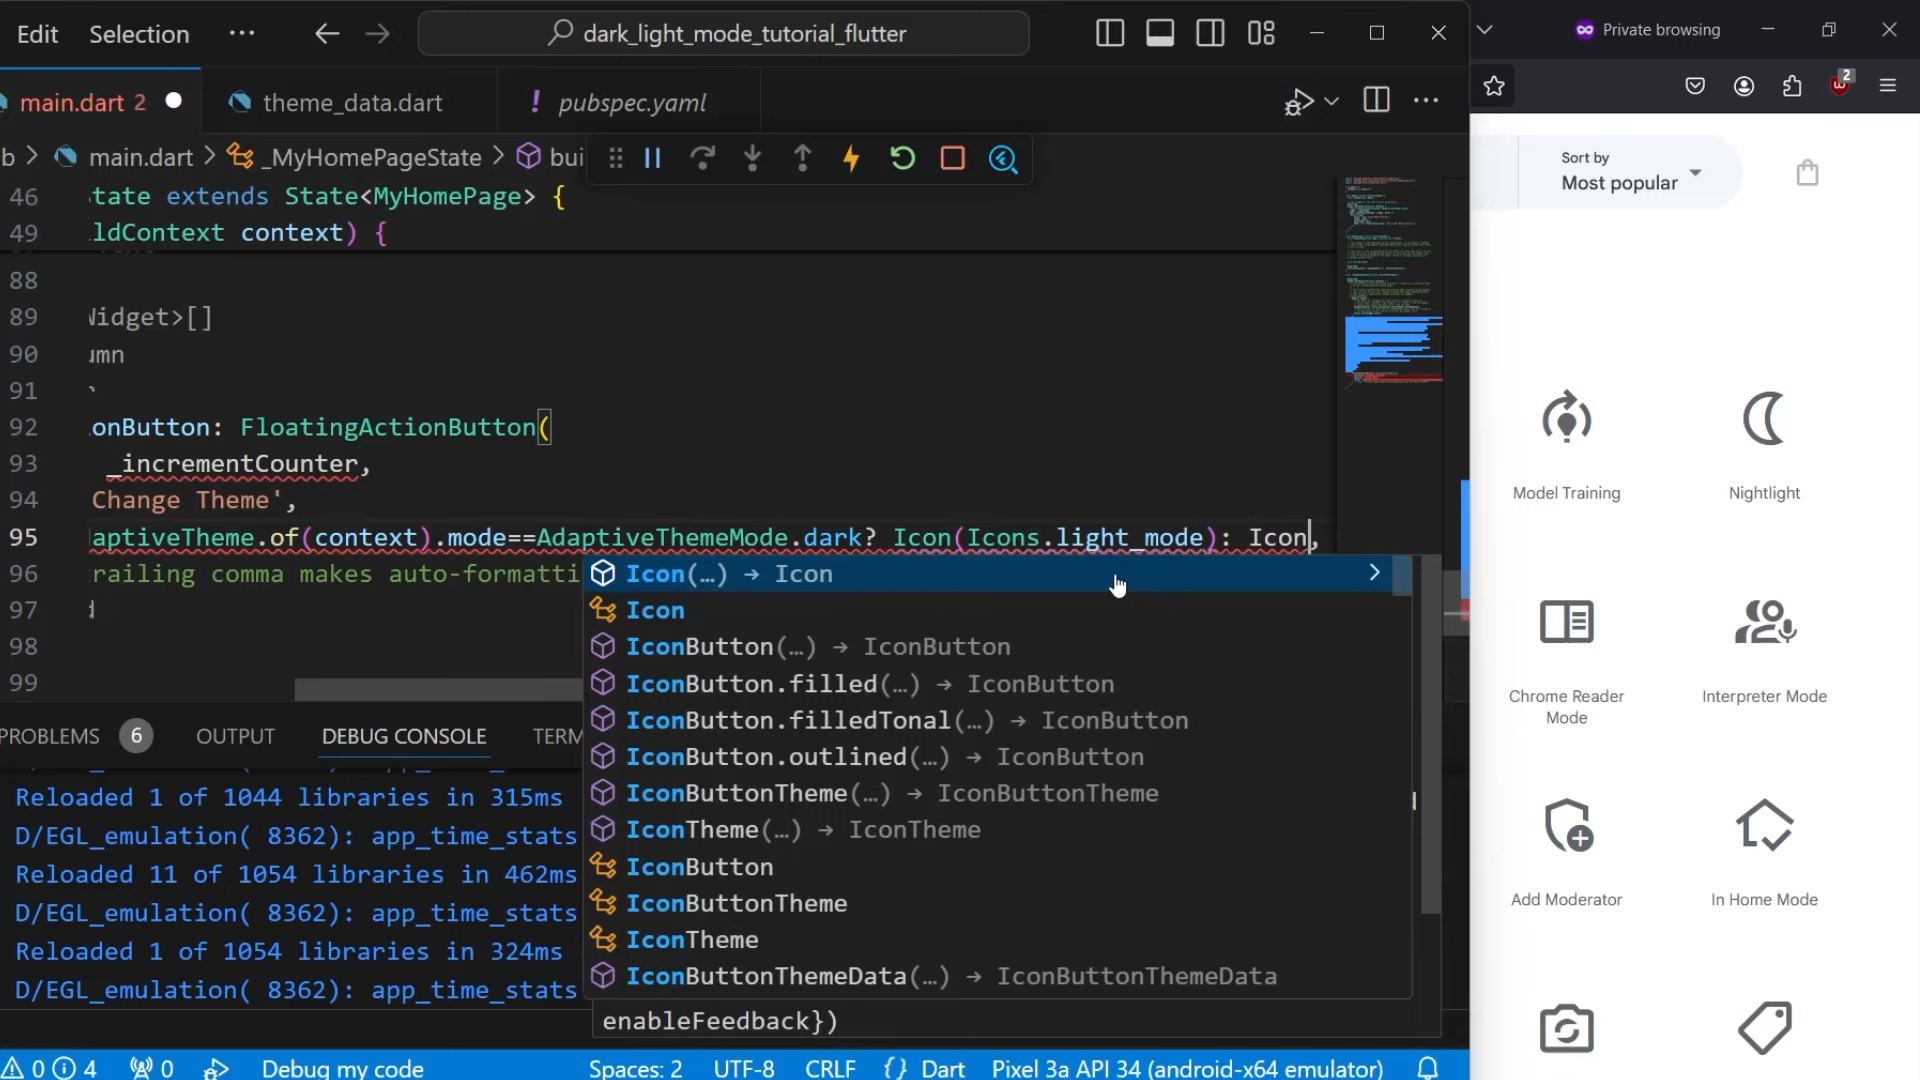 Edit Selection ··· dark_light_mode_tutorial_flutter
main.dart 2 theme_data.dart ! pubspec.yaml
b > main.dart > _MyHomePageState > bui
46 tate extends State<MyHomePage> {
49 ldContext context) {
88
89 Widget>[]
90 umn
91
92 onButton: FloatingActionButton(
93 _incrementCounter,
94 Change Theme',
95 aptiveTheme.of(context).mode==AdaptiveThemeMode.dark? Icon(Icons.light_mode): Icon,
96 railing comma makes auto-formatti
97 d
98
99
Icon(…) → Icon
Icon
IconButton(…) → IconButton
IconButton.filled(…) → IconButton
IconButton.filledTonal(…) → IconButton
IconButton.outlined(…) → IconButton
IconButtonTheme(…) → IconButtonTheme
IconTheme(…) → IconTheme
IconButton
IconButtonTheme
IconTheme
IconButtonThemeData(…) → IconButtonThemeData
enableFeedback})
PROBLEMS 6 OUTPUT DEBUG CONSOLE TERM
Reloaded 1 of 1044 libraries in 315ms
D/EGL_emulation( 8362): app_time_stats
Reloaded 11 of 1054 libraries in 462ms
D/EGL_emulation( 8362): app_time_stats
Reloaded 1 of 1054 libraries in 324ms
D/EGL_emulation( 8362): app_time_stats
0 4 0 Debug my code Spaces: 2 UTF-8 CRLF {} Dart Pixel 3a API 34 (android-x64 emulator)
Private browsing
2
Sort by
Most popular
Model Training
Nightlight
Chrome Reader
Mode
Interpreter Mode
Add Moderator
In Home Mode